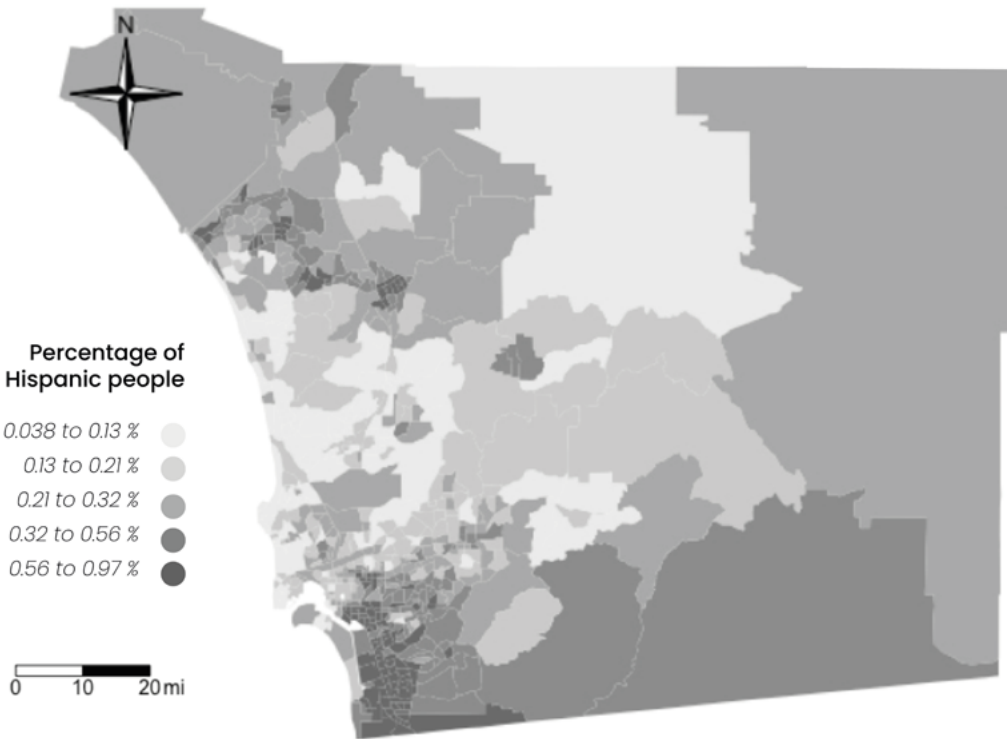 N
Percentage of
Hispanic people
0.038 to 0.13 %
0.13 to 0.21 %
0.21 to 0.32 %
0.32 to 0.56 %
0.56 to 0.97 %
0 10 20 mi